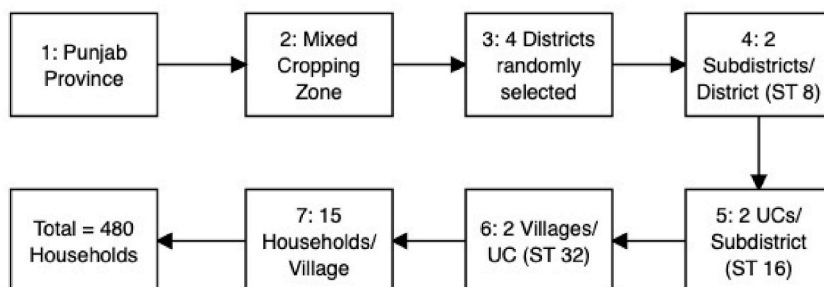 1: Punjab
Province
2: Mixed
Cropping
Zone
3: 4 Districts
randomly
selected
4: 2
Subdistricts/
District (ST 8)
5: 2 UCs/
Subdistrict
(ST 16)
6: 2 Villages/
UC (ST 32)
7: 15
Households/
Village
Total = 480
Households